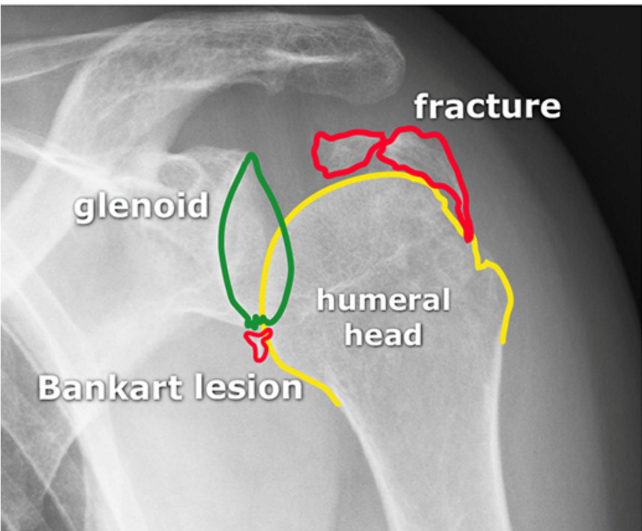 fracture
glenoid
humeral
head
Bankart lesion